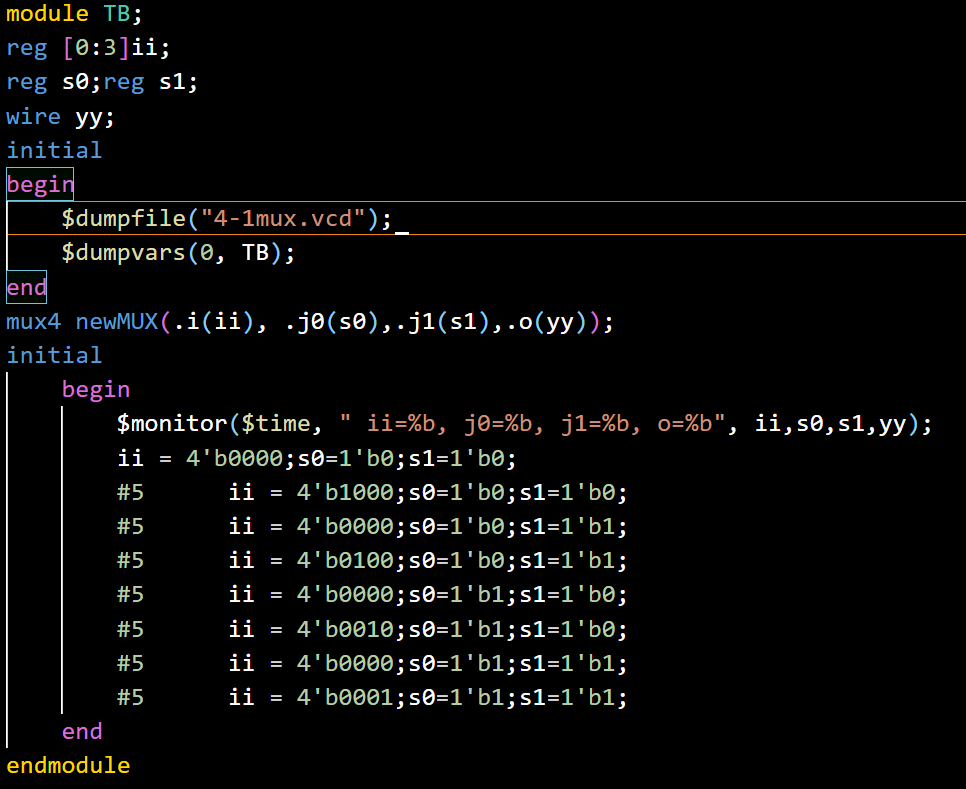 module TB;
reg [0:3]ii;
reg s0;reg s1;
wire yy;
initial
begin
    $dumpfile("4-1mux.vcd");
    $dumpvars(0, TB);
end
mux4 newMUX(.i(ii), .j0(s0),.j1(s1),.o(yy));
initial
    begin
        $monitor($time, " ii=%b, j0=%b, j1=%b, o=%b", ii,s0,s1,yy);
        ii = 4'b0000;s0=1'b0;s1=1'b0;
        #5      ii = 4'b1000;s0=1'b0;s1=1'b0;
        #5      ii = 4'b0000;s0=1'b0;s1=1'b1;
        #5      ii = 4'b0100;s0=1'b0;s1=1'b1;
        #5      ii = 4'b0000;s0=1'b1;s1=1'b0;
        #5      ii = 4'b0010;s0=1'b1;s1=1'b0;
        #5      ii = 4'b0000;s0=1'b1;s1=1'b1;
        #5      ii = 4'b0001;s0=1'b1;s1=1'b1;
    end
endmodule